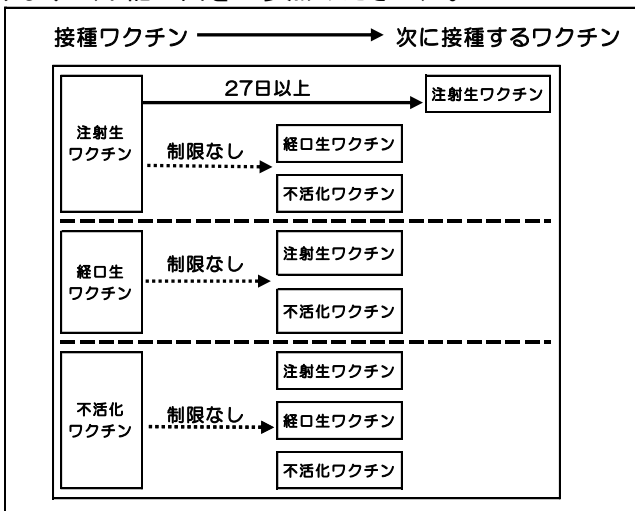 接種ワクチン
次に接種するワクチン
27日以上
注射生ワクチン
注射生
ワクチン
制限なし
経口生ワクチン
不活化ワクチン
経口生
ワクチン
制限なし
注射生ワクチン
不活化ワクチン
不活化
ワクチン
制限なし
注射生ワクチン
経口生ワクチン
不活化ワクチン